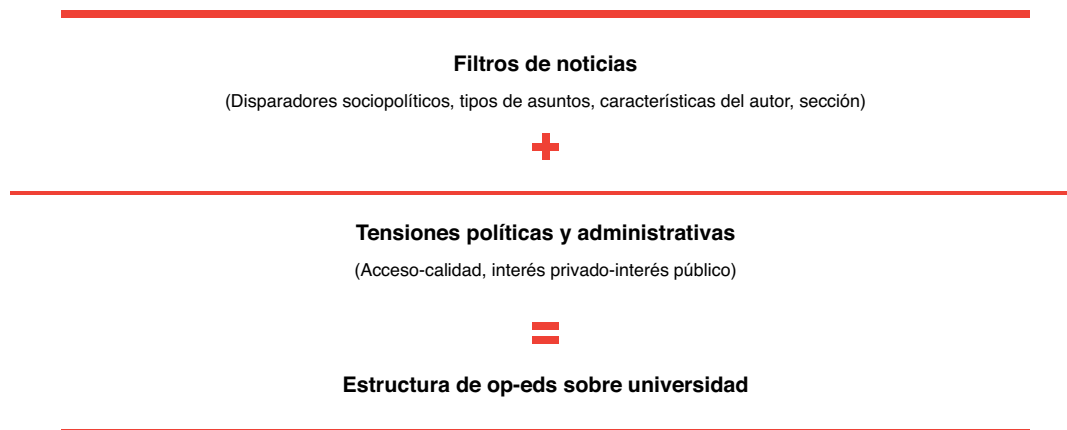 Filtros de noticias
(Disparadores sociopolíticos, tipos de asuntos, características del autor, sección)
+
Tensiones políticas y administrativas
(Acceso-calidad, interés privado-interés público)
=
Estructura de op-eds sobre universidad